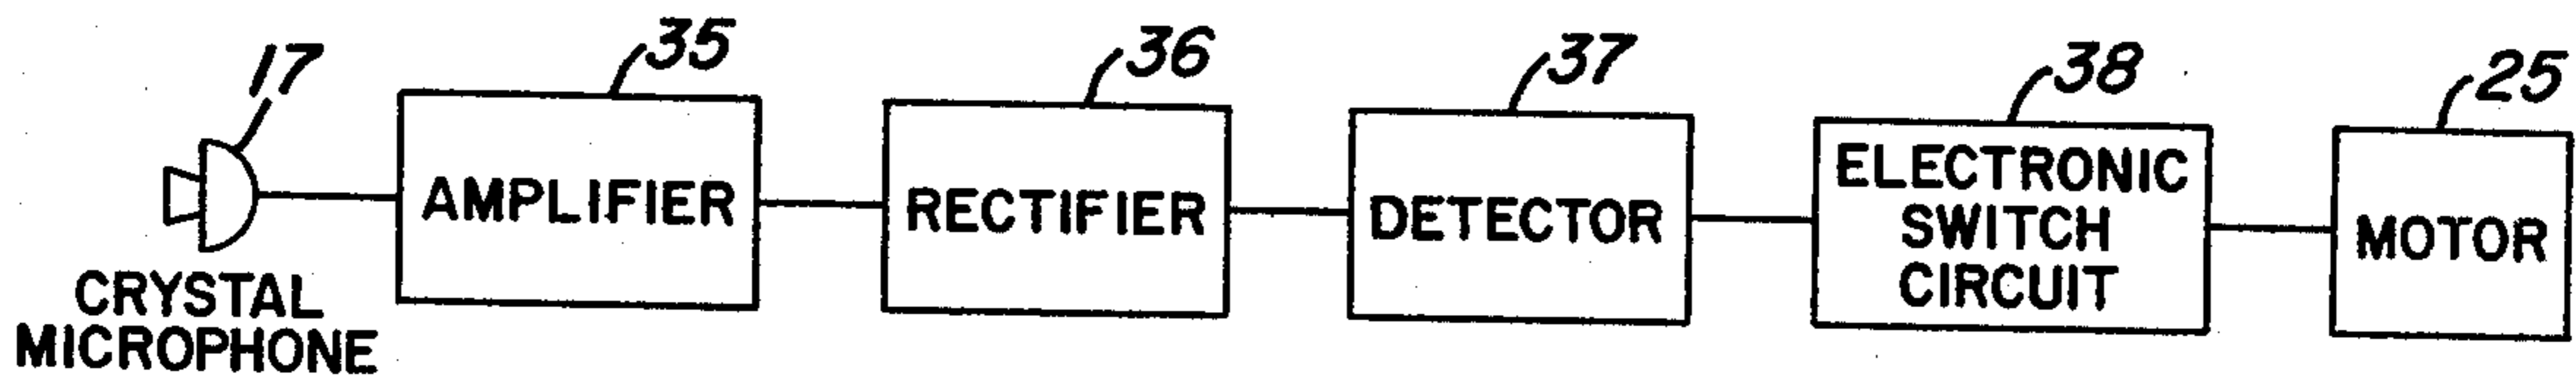 17
35
36
37
38
25
CRYSTAL
MICROPHONE
AMPLIFIER
RECTIFIER
DETECTOR
ELECTRONIC
SWITCH
CIRCUIT
MOTOR